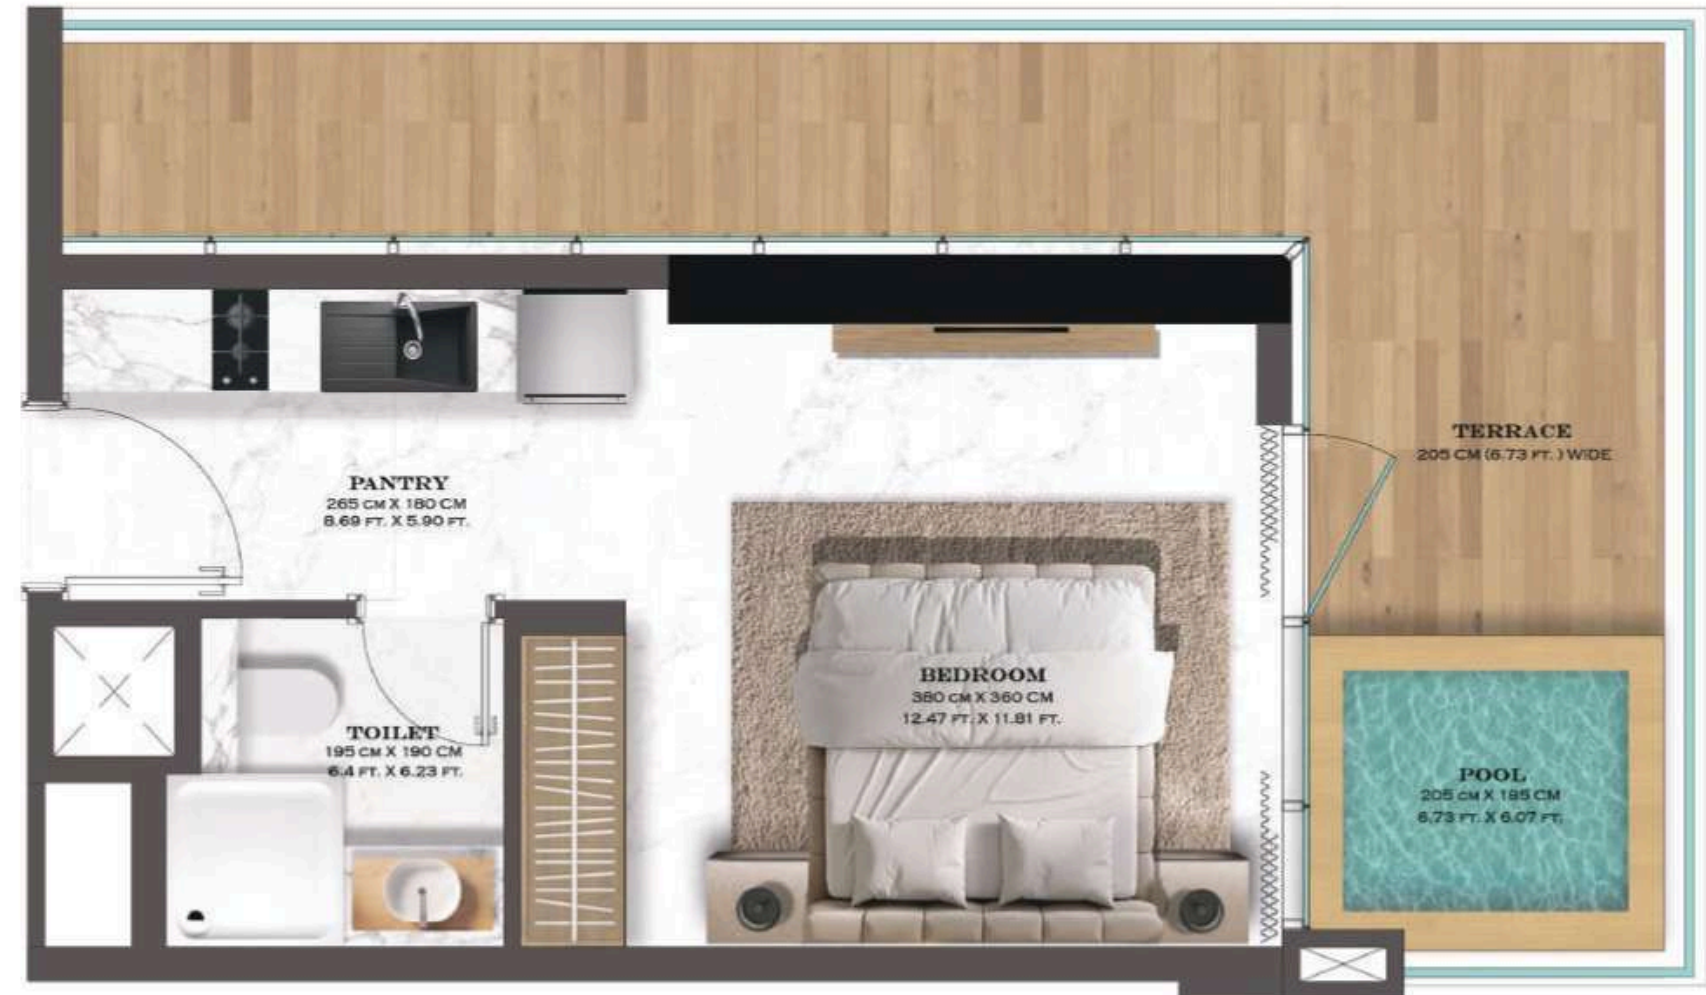 TERRACE
205 CM (6.73 FT. ) WIDE
PANTRY
265 CM X 180 CM
8.69 FT. X 5.90 FT.
BEDROOM
380 CM X 360 CM
12.47 FT. X 11.81 FT.
TOILET
195 CM X 190 CM
6.4 FT. X 6.23 FT.
POOL
205 CM X 185 CM
6.73 FT. X 6.07 FT.